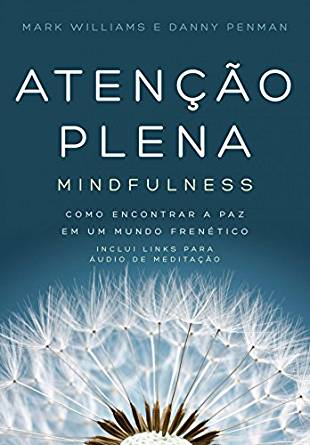 MARK WILLIAMS E DANNY PENMAN
ATENÇÃO
PLENA
MINDFULNESS
COMO ENCONTRAR A PAZ
EM UM MUNDO FRENÉTICO
INCLUI LINKS PARA
ÁUDIO DE MEDITAÇÃO